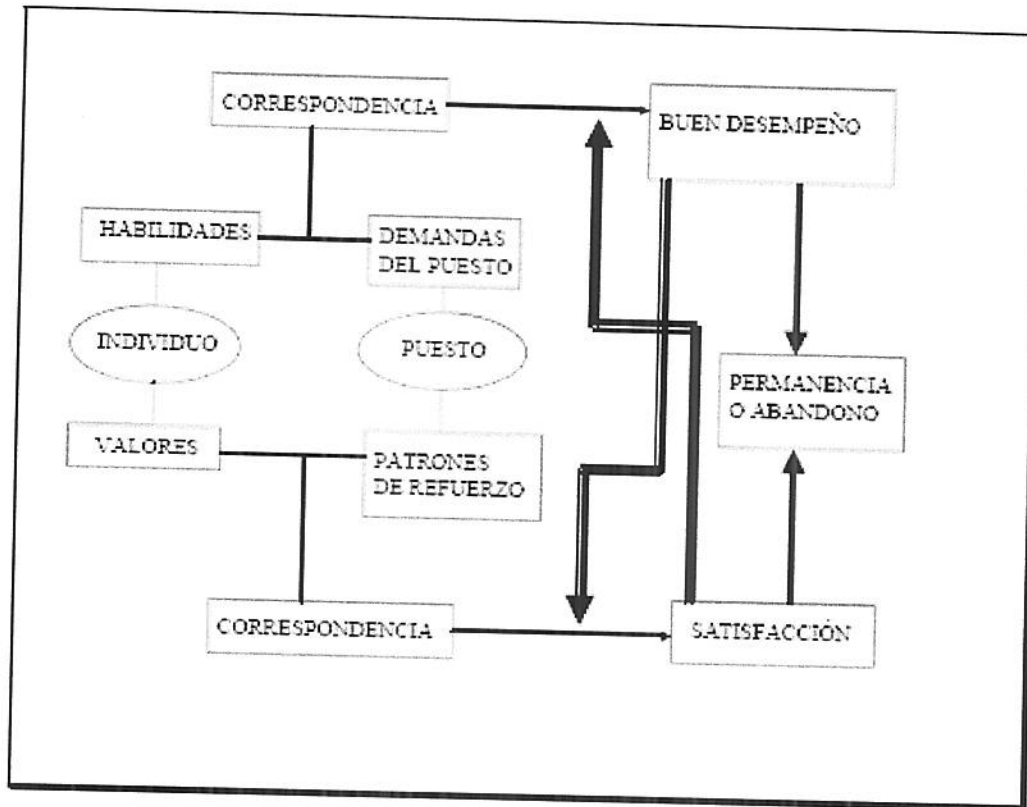 CORRESPONDENCIA
BUEN DESEMPEÑO
HABILIDADES
DEMANDAS
DEL PUESTO
INDIVIDUO
PUESTO
PERMANENCIA
O ABANDONO
VALORES
PATRONES
DE REFUERZO
CORRESPONDENCIA
SATISFACCIÓN